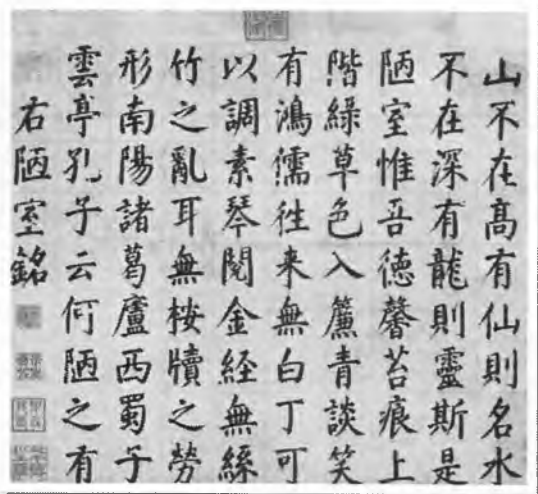 山不在髙有仙則名水
不在深有龍則靈斯是
陋室惟吾徳馨苔痕上
階緑草色入簾青談笑
有鴻儒徃来無白丁可
以調素琴閲金経無絲
竹之亂耳無桉牘之勞
形南陽諸葛廬西蜀子
雲亭孔子云何陋之有
右陋室銘